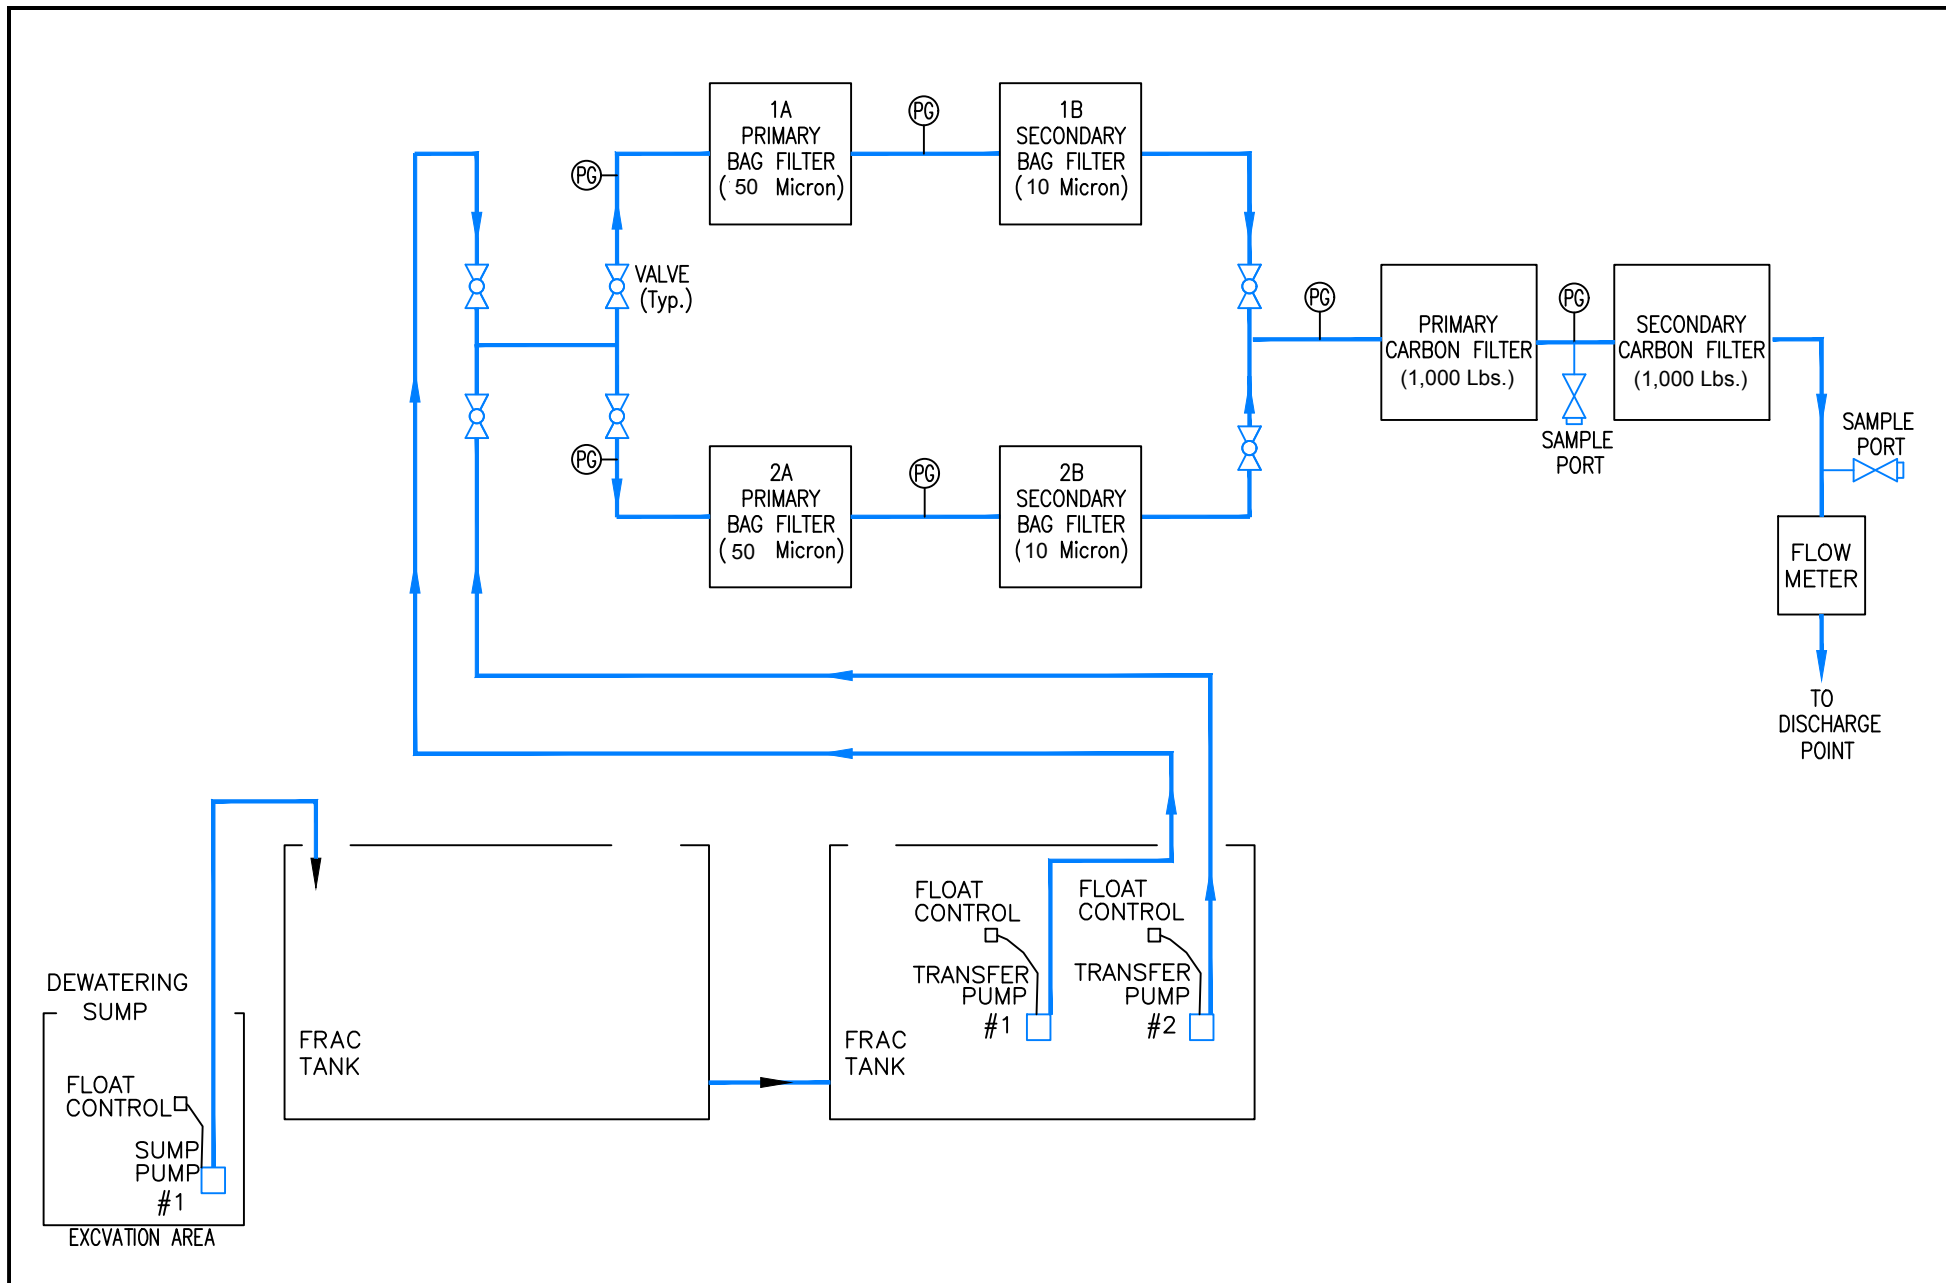 1A
PRIMARY
BAG FILTER
(50 Micron)
PG
1B
SECONDARY
BAG FILTER
(10 Micron)
PG
VALVE
(Typ.)
PG
PRIMARY
CARBON FILTER
(1,000 Lbs.)
PG
SECONDARY
CARBON FILTER
(1,000 Lbs.)
SAMPLE
PORT
SAMPLE
PORT
PG
2A
PRIMARY
BAG FILTER
(50 Micron)
PG
2B
SECONDARY
BAG FILTER
(10 Micron)
FLOW
METER
TO
DISCHARGE
POINT
FLOAT
CONTROL
FLOAT
CONTROL
TRANSFER
PUMP
#1
TRANSFER
PUMP
#2
DEWATERING
SUMP
FRAC
TANK
FRAC
TANK
FLOAT
CONTROL
SUMP
PUMP
#1
EXCVATION AREA